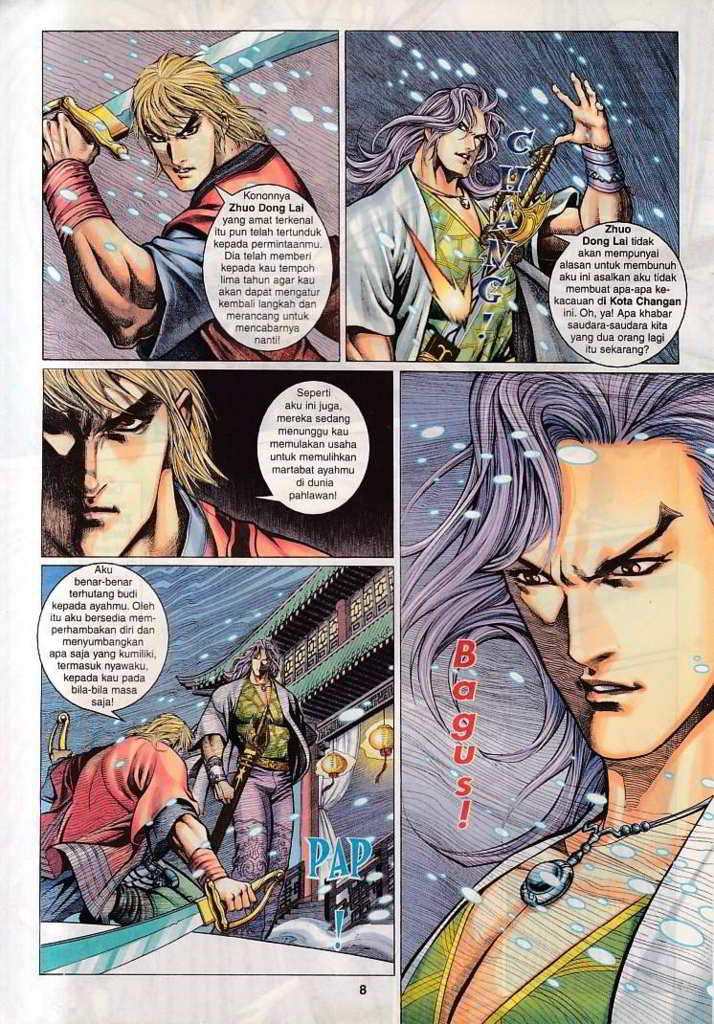 Kononnya
Zhuo Dong Lai
yang amat terkenal
itu pun telah tertunduk
kepada permintaanmu.
Dia telah memberi
kepada kau tempoh
lima tahun agar kau
akan dapat mengatur
kembali langkah dan
merancang untuk
mencabarnya
nanti!
CHANG!
Zhuo
Dong Lai tidak
akan mempunyai
alasan untuk membunuh
aku ini asalkan aku tidak
membuat apa-apa ke-
kacauan di Kota Changan
ini. Oh, ya! Apa khabar
saudara-saudara kita
yang dua orang lagi
itu sekarang?
Seperti
aku ini juga,
mereka sedang
menunggu kau
memulakan usaha
untuk memulihkan
martabat ayahmu
di dunia
pahlawan!
Aku
benar-benar
terhutang budi
kepada ayahmu. Oleh
itu aku bersedia mem-
perhambakan diri dan
menyumbangkan
apa saja yang kumiliki,
termasuk nyawaku,
kepada kau pada
bila-bila masa
saja!
PAP
!
Bagus!
8